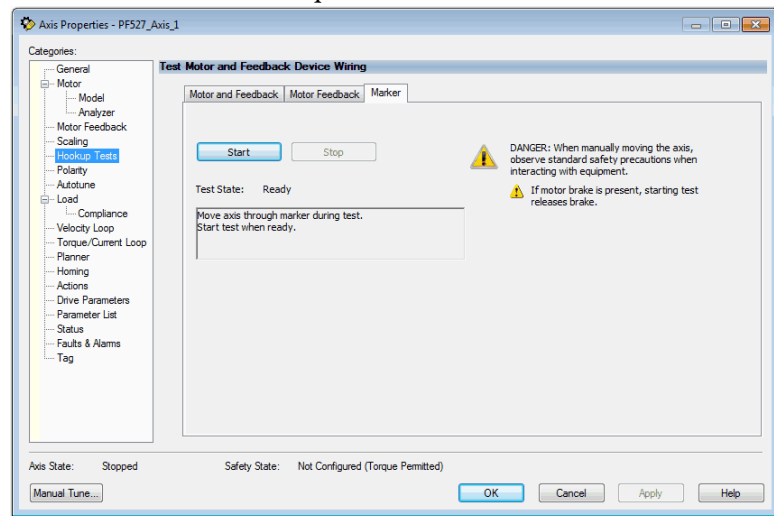 Axis Properties - PF527_Axis_1
Categories:
General
Motor
Model
Analyzer
Motor Feedback
Scaling
Hookup Tests
Polarity
Autotune
Load
Compliance
Velocity Loop
Torque/Current Loop
Planner
Homing
Actions
Drive Parameters
Parameter List
Status
Faults & Alarms
Tag
Test Motor and Feedback Device Wiring
Motor and Feedback Motor Feedback Marker
Start Stop
DANGER: When manually moving the axis,
observe standard safety precautions when
interacting with equipment.
If motor brake is present, starting test
releases brake.
Test State: Ready
Move axis through marker during test.
Start test when ready.
Axis State: Stopped Safety State: Not Configured (Torque Permitted)
Manual Tune... OK Cancel Apply Help